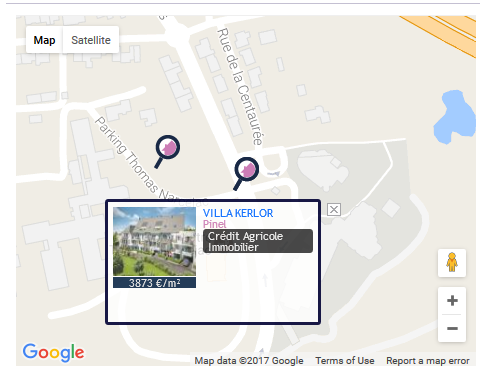 Map
Satellite
Rue de la Centaurée
Parking Thomas
VILLA KERLOR
Pinel
Crédit Agricole
Immobilier
3873 €/m²
Google
Map data ©2017 Google
Terms of Use
Report a map error